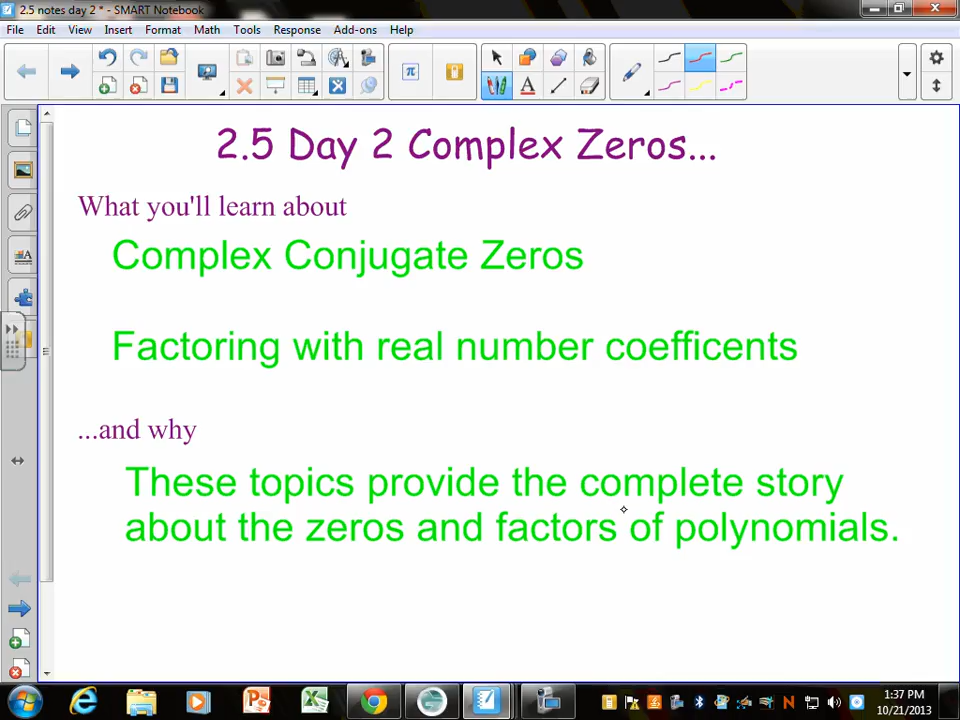 2.5 notes day 2 * - SMART Notebook
File Edit View Insert Format Math Tools Response Add-ons Help
2.5 Day 2 Complex Zeros...
What you'll learn about
Complex Conjugate Zeros
Factoring with real number coefficents
...and why
These topics provide the complete story
about the zeros and factors of polynomials.
1:37 PM
10/21/2013